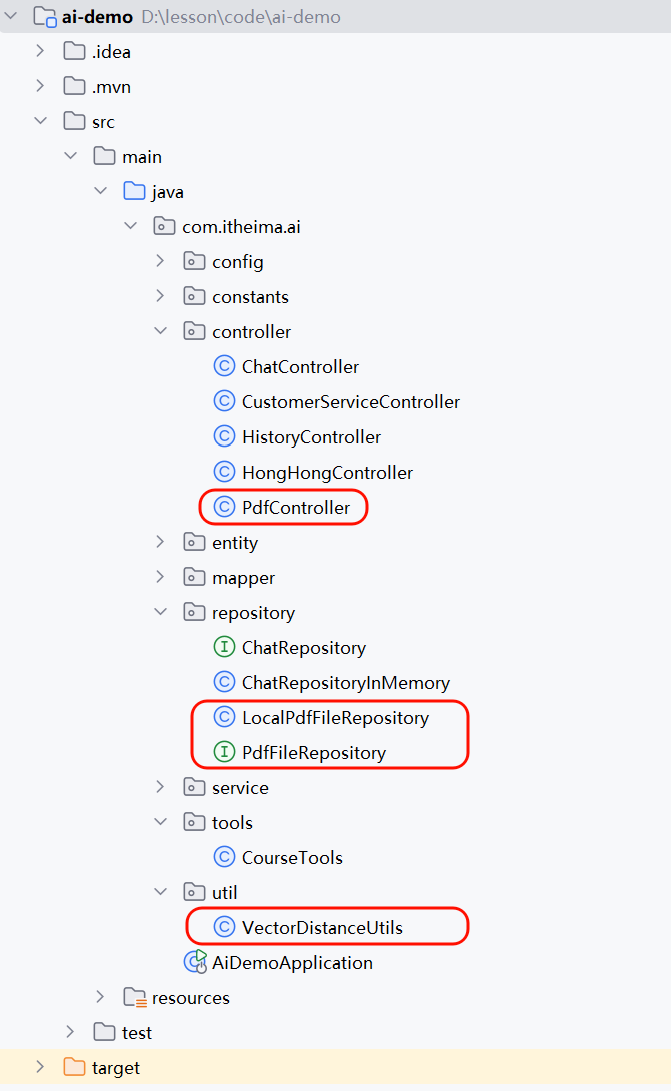 ai-demo D:\lesson\code\ai-demo
.idea
.mvn
src
main
java
com.itheima.ai
config
constants
controller
ChatController
CustomerServiceController
HistoryController
HongHongController
PdfController
entity
mapper
repository
ChatRepository
ChatRepositoryInMemory
LocalPdfFileRepository
PdfFileRepository
service
tools
CourseTools
util
VectorDistanceUtils
AiDemoApplication
resources
test
target